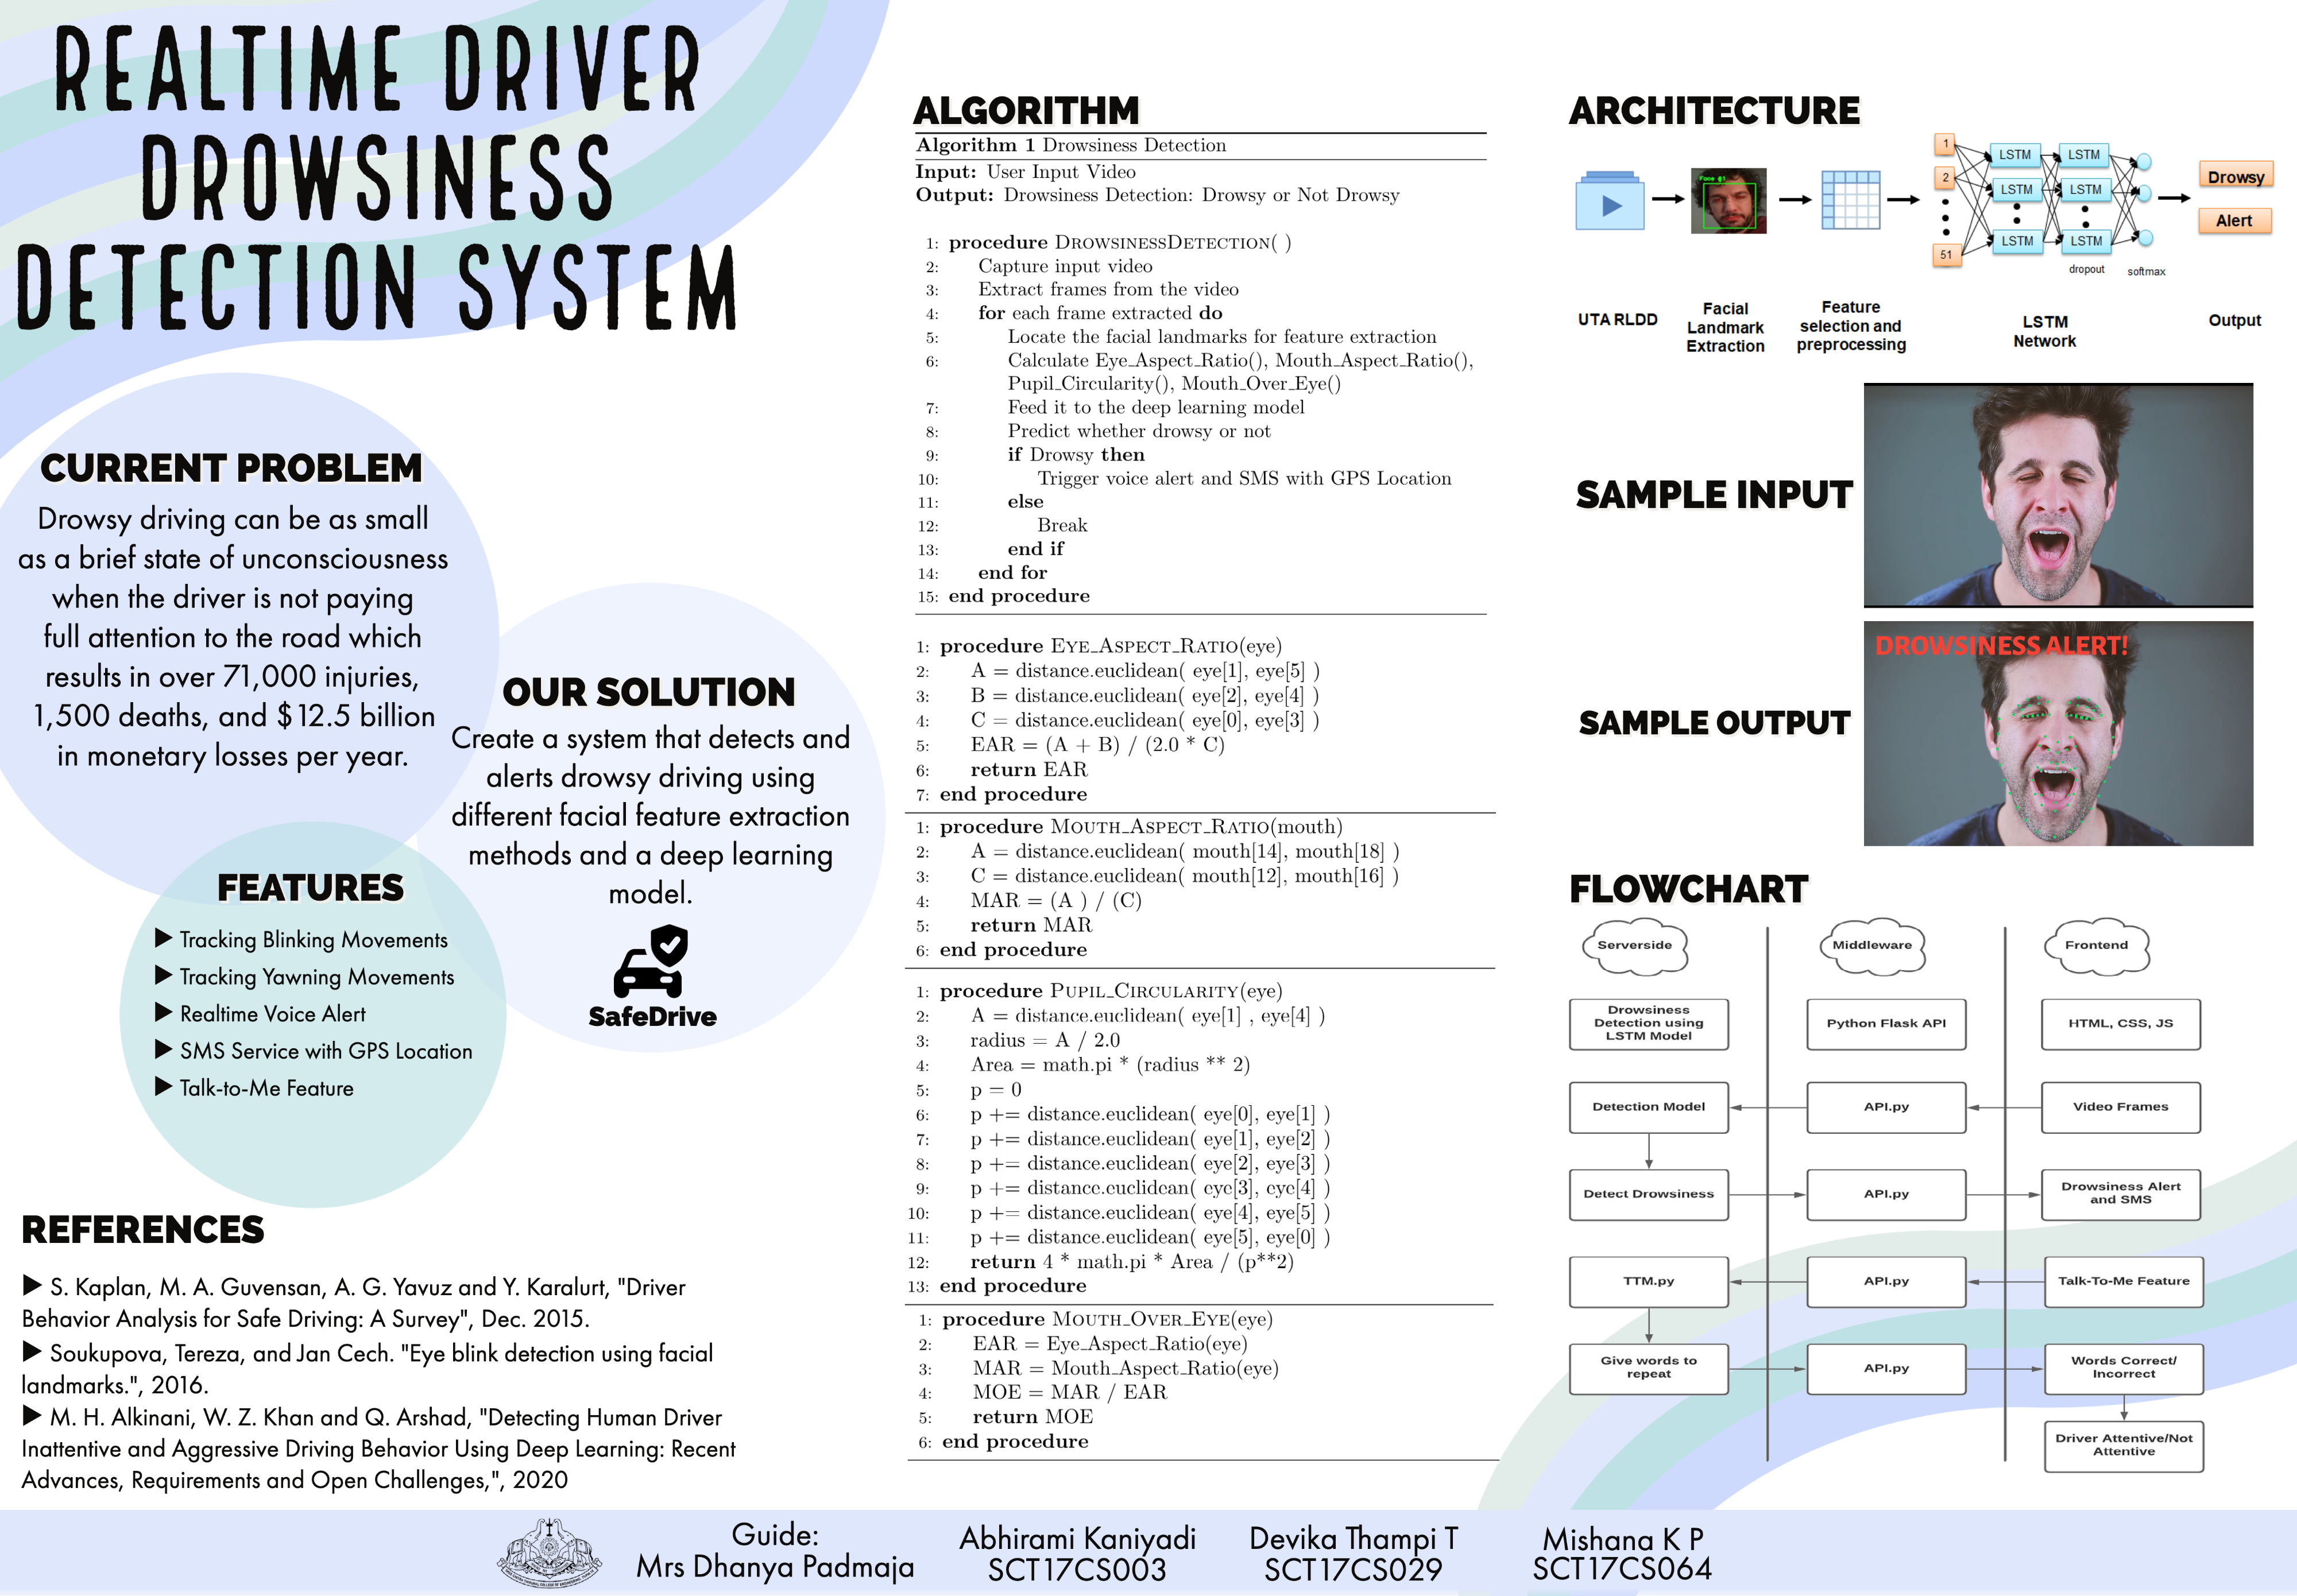 REALTIME DRIVER
DROWSINESS
DETECTION SYSTEM
CURRENT PROBLEM
Drowsy driving can be as small
as a brief state of unconsciousness
when the driver is not paying
full attention to the road which
results in over 71,000 injuries,
1,500 deaths, and $12.5 billion
in monetary losses per year.
OUR SOLUTION
Create a system that detects and
alerts drowsy driving using
different facial feature extraction
methods and a deep learning
model.
SafeDrive
FEATURES
▶ Tracking Blinking Movements
▶ Tracking Yawning Movements
▶ Realtime Voice Alert
▶ SMS Service with GPS Location
▶ Talk-to-Me Feature
REFERENCES
▶ S. Kaplan, M. A. Guvensan, A. G. Yavuz and Y. Karalurt, "Driver
Behavior Analysis for Safe Driving: A Survey", Dec. 2015.
▶ Soukupova, Tereza, and Jan Cech. "Eye blink detection using facial
landmarks.", 2016.
▶ M. H. Alkinani, W. Z. Khan and Q. Arshad, "Detecting Human Driver
Inattentive and Aggressive Driving Behavior Using Deep Learning: Recent
Advances, Requirements and Open Challenges,", 2020
ALGORITHM
Algorithm 1 Drowsiness Detection
Input: User Input Video
Output: Drowsiness Detection: Drowsy or Not Drowsy
1: procedure DROWSINESSDETECTION( )
2: Capture input video
3: Extract frames from the video
4: for each frame extracted do
5: Locate the facial landmarks for feature extraction
6: Calculate Eye_Aspect_Ratio(), Mouth_Aspect_Ratio(),
Pupil_Circularity(), Mouth_Over_Eye()
7: Feed it to the deep learning model
8: Predict whether drowsy or not
9: if Drowsy then
10: Trigger voice alert and SMS with GPS Location
11: else
12: Break
13: end if
14: end for
15: end procedure
1: procedure EYE_ASPECT_RATIO(eye)
2: A = distance.euclidean( eye[1], eye[5] )
3: B = distance.euclidean( eye[2], eye[4] )
4: C = distance.euclidean( eye[0], eye[3] )
5: EAR = (A + B) / (2.0 * C)
6: return EAR
7: end procedure
1: procedure MOUTH_ASPECT_RATIO(mouth)
2: A = distance.euclidean( mouth[14], mouth[18] )
3: C = distance.euclidean( mouth[12], mouth[16] )
4: MAR = (A ) / (C)
5: return MAR
6: end procedure
1: procedure PUPIL_CIRCULARITY(eye)
2: A = distance.euclidean( eye[1] , eye[4] )
3: radius = A / 2.0
4: Area = math.pi * (radius ** 2)
5: p = 0
6: p += distance.euclidean( eye[0], eye[1] )
7: p += distance.euclidean( eye[1], eye[2] )
8: p += distance.euclidean( eye[2], eye[3] )
9: p += distance.euclidean( eye[3], eye[4] )
10: p += distance.euclidean( eye[4], eye[5] )
11: p += distance.euclidean( eye[5], eye[0] )
12: return 4 * math.pi * Area / (p**2)
13: end procedure
1: procedure MOUTH_OVER_EYE(eye)
2: EAR = Eye_Aspect_Ratio(eye)
3: MAR = Mouth_Aspect_Ratio(eye)
4: MOE = MAR / EAR
5: return MOE
6: end procedure
ARCHITECTURE
Face #1
1
2
51
LSTM LSTM
LSTM LSTM
LSTM LSTM
dropout softmax
Drowsy
Alert
UTA RLDD
Facial
Landmark
Extraction
Feature
selection and
preprocessing
LSTM
Network
Output
SAMPLE INPUT
DROWSINESS ALERT!
SAMPLE OUTPUT
FLOWCHART
Serverside
Middleware
Frontend
Drowsiness
Detection using
LSTM Model
Python Flask API
HTML, CSS, JS
Detection Model
API.py
Video Frames
Detect Drowsiness
API.py
Drowsiness Alert
and SMS
TTM.py
API.py
Talk-To-Me Feature
Give words to
repeat
API.py
Words Correct/
Incorrect
Driver Attentive/Not
Attentive
Guide:
Mrs Dhanya Padmaja
Abhirami Kaniyadi
SCT17CS003
Devika Thampi T
SCT17CS029
Mishana K P
SCT17CS064